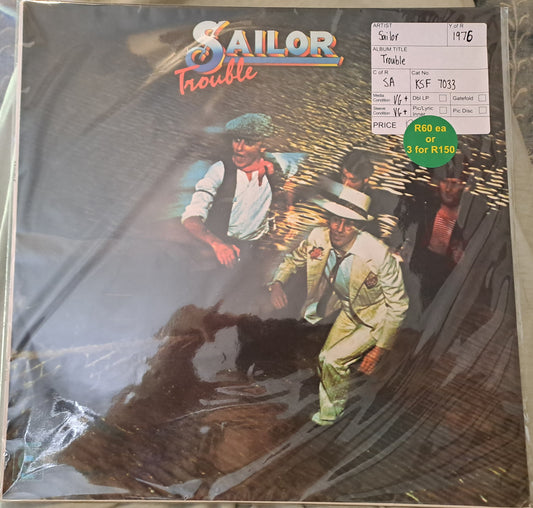 SAILOR
Trouble
ARTIST
Sailor
Y of R
1976
ALBUM TITLE
Trouble
C of R
SA
Cat No.
KSF 7033
Media Condition VG+
Dbl LP
Gatefold
Sleeve Condition VG+
Pic/Lyric Inner
Pic Disc
PRICE
R60 ea
or
3 for R150